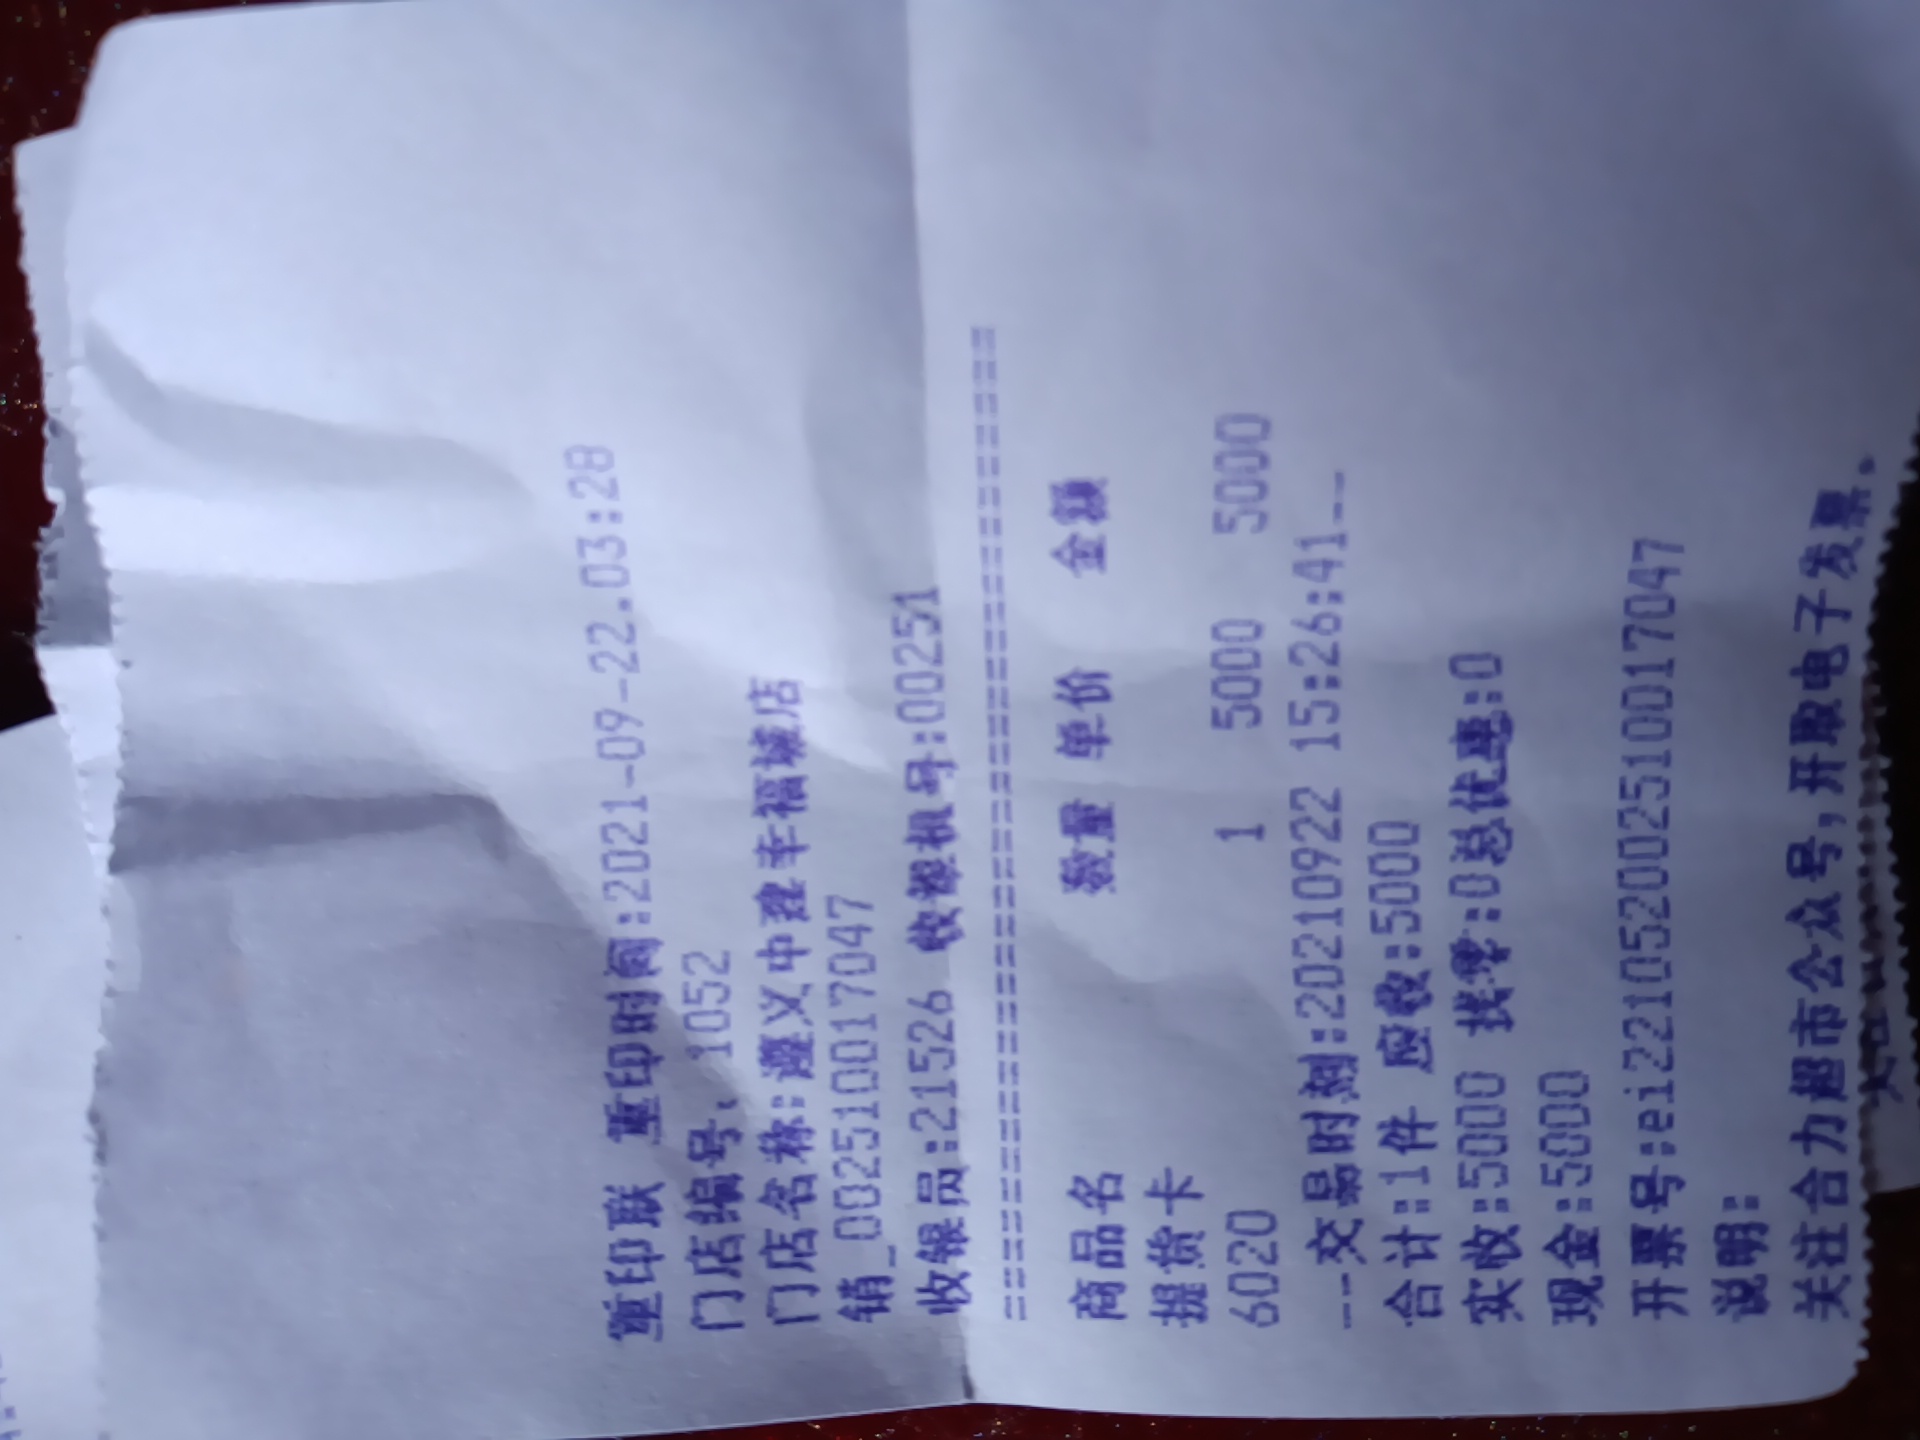 重印联 重印时间:2021-09-22.03:28
门店编号、1052
门店名称:遵义中建幸福城店
销_002510017047
收银员:21526 收银机号:00251
========================================
商品名 数量 单价 金额
提货卡
6020 1 5000 5000
--交易时刻:20210922 15:26:41--
合计:1件 应收:5000
实收:5000 找零:0总优惠:0
现金:5000
开票号:ei221052002510017047
说明:
关注合力超市公众号,开取电子发票.